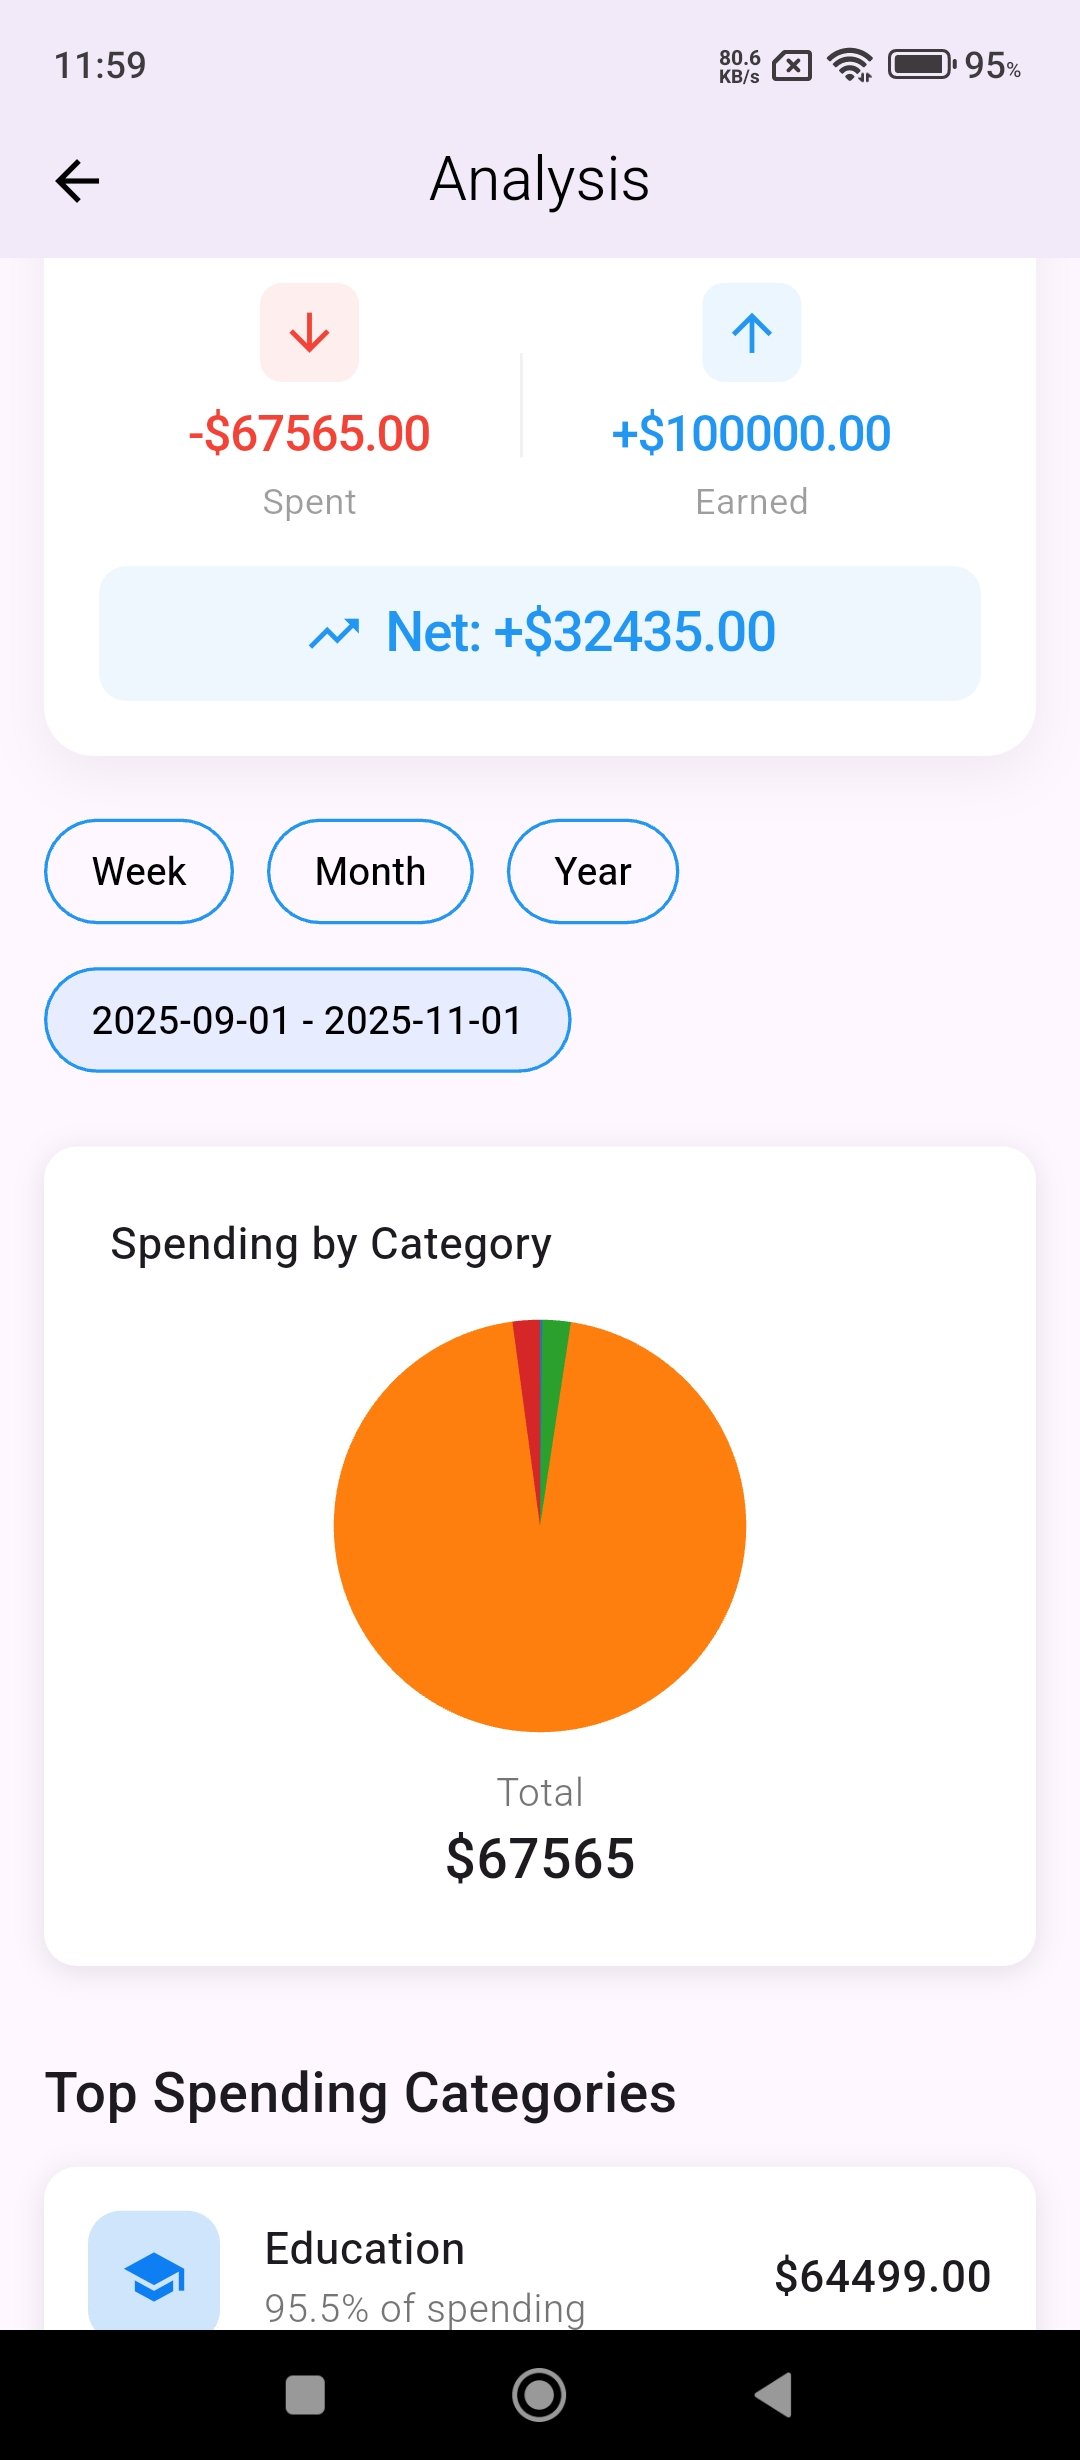 11:59
80.6
KB/s
95%
Analysis
-$67565.00
+$100000.00
Spent
Earned
Net: +$32435.00
Week
Month
Year
2025-09-01 - 2025-11-01
Spending by Category
Total
$67565
Top Spending Categories
Education
$64499.00
95.5% of spending